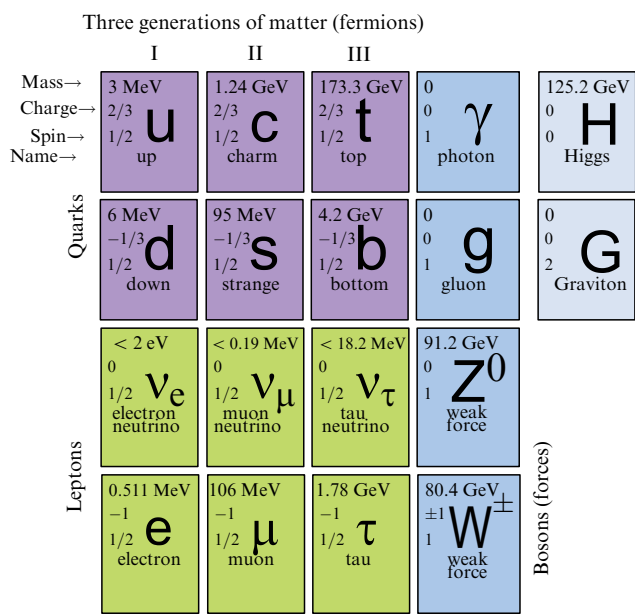 Three generations of matter (fermions)
I II III
Mass→
Charge→
Spin→
Name→
3 MeV
2/3
1/2
u
up
1.24 GeV
2/3
1/2
c
charm
173.3 GeV
2/3
1/2
t
top
0
0
1
γ
photon
125.2 GeV
0
0
H
Higgs
Quarks
6 MeV
−1/3
1/2
d
down
95 MeV
−1/3
1/2
s
strange
4.2 GeV
−1/3
1/2
b
bottom
0
0
1
g
gluon
0
0
2
G
Graviton
Leptons
< 2 eV
0
1/2
νe
electron
neutrino
< 0.19 MeV
0
1/2
νμ
muon
neutrino
< 18.2 MeV
0
1/2
ντ
tau
neutrino
91.2 GeV
0
1
Z0
weak
force
0.511 MeV
−1
1/2
e
electron
106 MeV
−1
1/2
μ
muon
1.78 GeV
−1
1/2
τ
tau
80.4 GeV
±1
1
W±
weak
force
Bosons (forces)